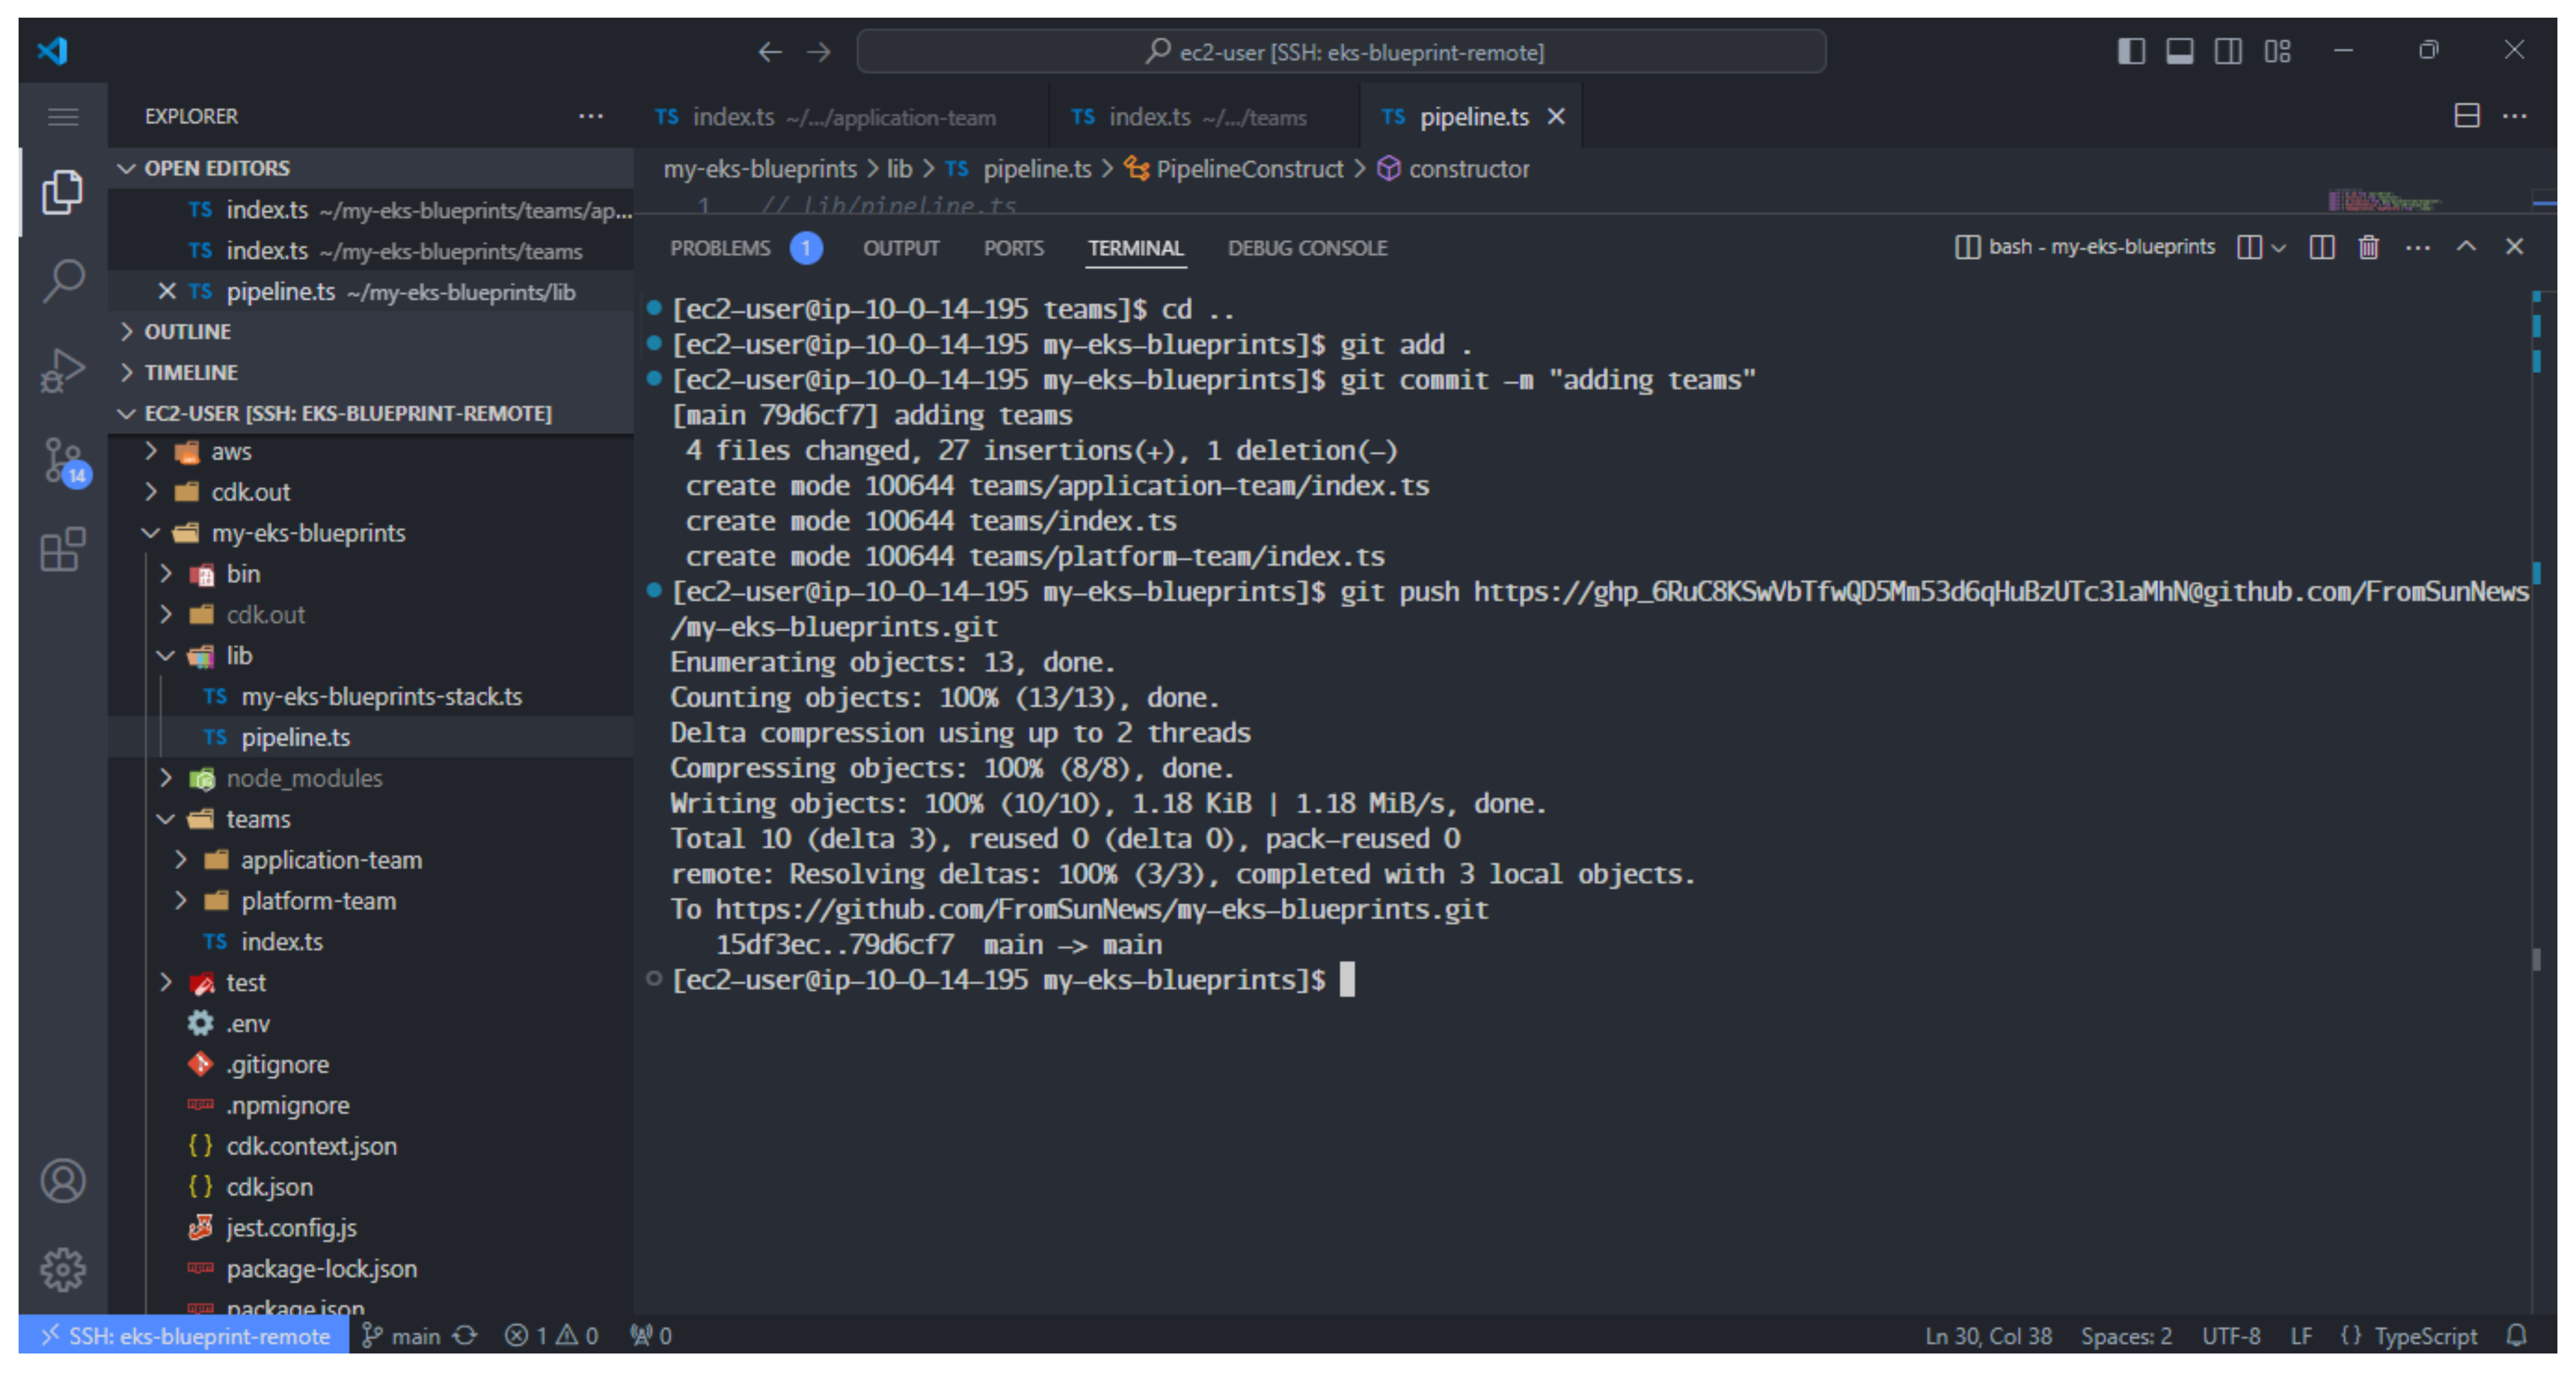 ec2-user [SSH: eks-blueprint-remote]
EXPLORER
TS index.ts ~/.../application-team
TS index.ts ~/.../teams
TS pipeline.ts
OPEN EDITORS
TS index.ts ~/my-eks-blueprints/teams/ap...
TS index.ts ~/my-eks-blueprints/teams
TS pipeline.ts ~/my-eks-blueprints/lib
OUTLINE
TIMELINE
EC2-USER [SSH: EKS-BLUEPRINT-REMOTE]
14
aws
cdk.out
my-eks-blueprints
bin
cdk.out
lib
TS my-eks-blueprints-stack.ts
TS pipeline.ts
node_modules
teams
application-team
platform-team
TS index.ts
test
.env
.gitignore
.npmignore
{} cdk.context.json
{} cdk.json
jest.config.js
package-lock.json
package.json
my-eks-blueprints > lib > TS pipeline.ts > PipelineConstruct > constructor
1 // lib/pipeline.ts
PROBLEMS 1 OUTPUT PORTS TERMINAL DEBUG CONSOLE
bash - my-eks-blueprints
[ec2-user@ip-10-0-14-195 teams]$ cd ..
[ec2-user@ip-10-0-14-195 my-eks-blueprints]$ git add .
[ec2-user@ip-10-0-14-195 my-eks-blueprints]$ git commit -m "adding teams"
[main 79d6cf7] adding teams
4 files changed, 27 insertions(+), 1 deletion(-)
create mode 100644 teams/application-team/index.ts
create mode 100644 teams/index.ts
create mode 100644 teams/platform-team/index.ts
[ec2-user@ip-10-0-14-195 my-eks-blueprints]$ git push https://@github.com/FromSunNews
/my-eks-blueprints.git
Enumerating objects: 13, done.
Counting objects: 100% (13/13), done.
Delta compression using up to 2 threads
Compressing objects: 100% (8/8), done.
Writing objects: 100% (10/10), 1.18 KiB | 1.18 MiB/s, done.
Total 10 (delta 3), reused 0 (delta 0), pack-reused 0
remote: Resolving deltas: 100% (3/3), completed with 3 local objects.
To https://github.com/FromSunNews/my-eks-blueprints.git
15df3ec..79d6cf7 main -> main
[ec2-user@ip-10-0-14-195 my-eks-blueprints]$
SSH: eks-blueprint-remote main 1 0 0
Ln 30, Col 38 Spaces: 2 UTF-8 LF {} TypeScript